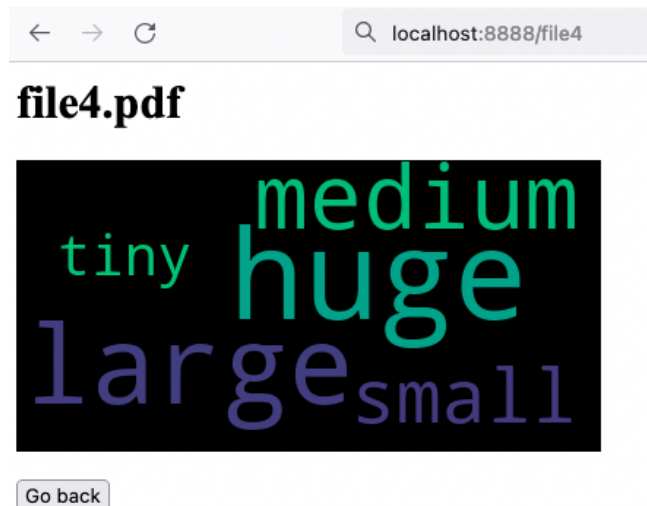 localhost:8888/file4
file4.pdf
medium
tiny
huge
large
small
Go back